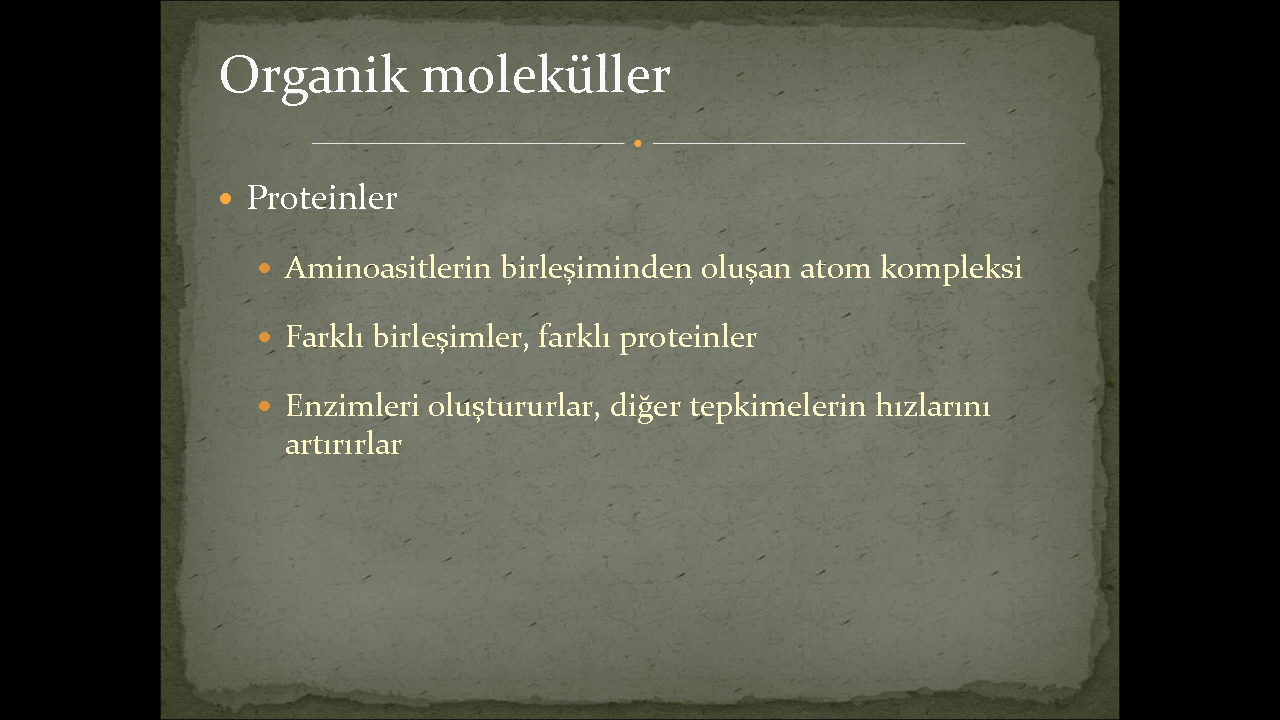 Organik moleküller
• Proteinler
• Aminoasitlerin birleşiminden oluşan atom kompleksi
• Farklı birleşimler, farklı proteinler
• Enzimleri oluştururlar, diğer tepkimelerin hızlarını
artırırlar